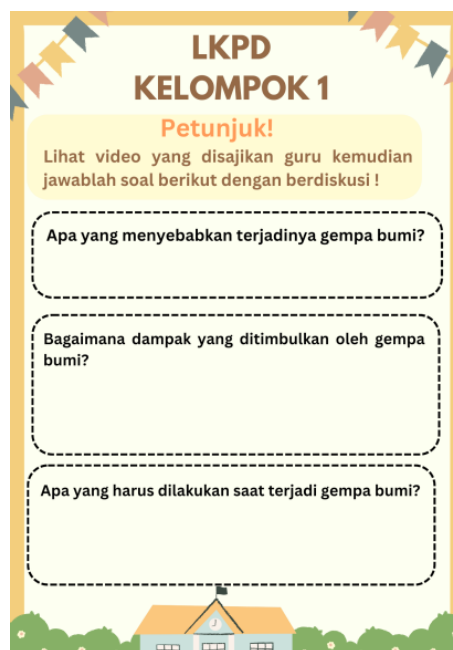 LKPD
KELOMPOK 1
Petunjuk!
Lihat video yang disajikan guru kemudian
jawablah soal berikut dengan berdiskusi !
Apa yang menyebabkan terjadinya gempa bumi?
Bagaimana dampak yang ditimbulkan oleh gempa
bumi?
Apa yang harus dilakukan saat terjadi gempa bumi?